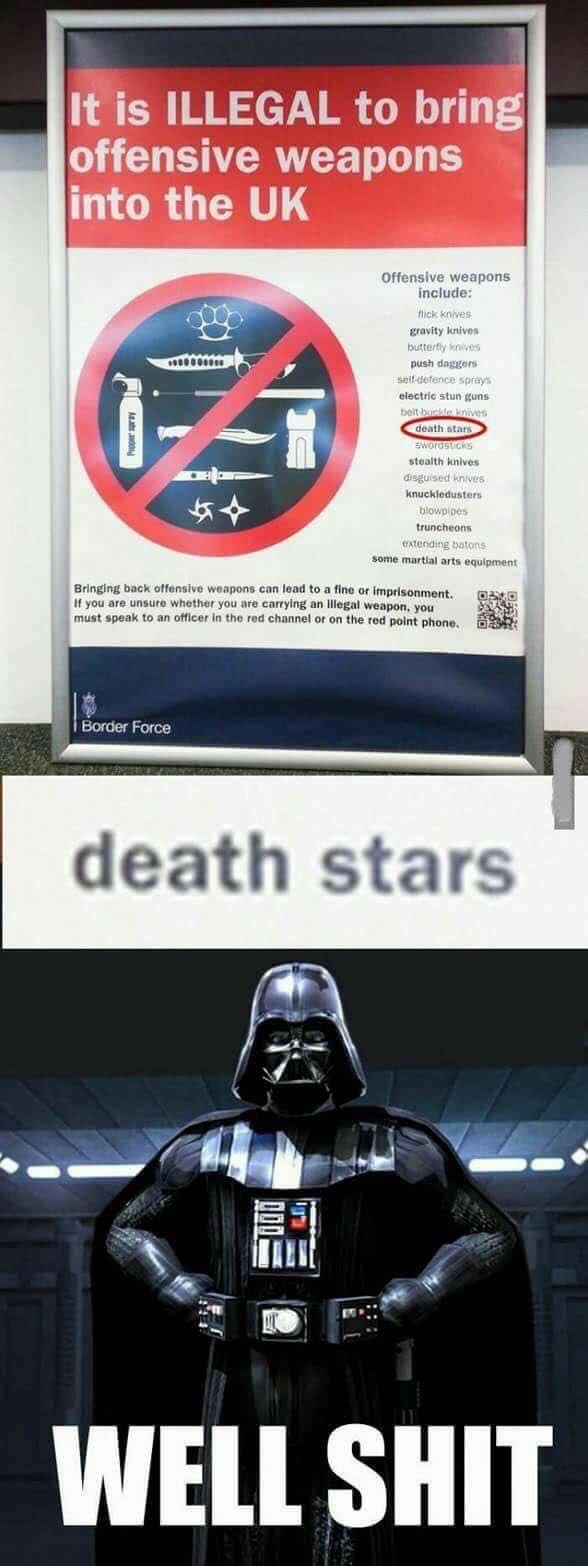 It is ILLEGAL to bring
offensive weapons
into the UK
Offensive weapons
include:
flick knives
gravity knives
butterfly knives
push daggers
self-defence sprays
electric stun guns
belt-buckle knives
death stars
swordsticks
stealth knives
disguised knives
knuckledusters
blowpipes
truncheons
extending batons
some martial arts equipment
Pepper spray
Bringing back offensive weapons can lead to a fine or imprisonment.
If you are unsure whether you are carrying an illegal weapon, you
must speak to an officer in the red channel or on the red point phone.
Border Force
death stars
WELL SHIT